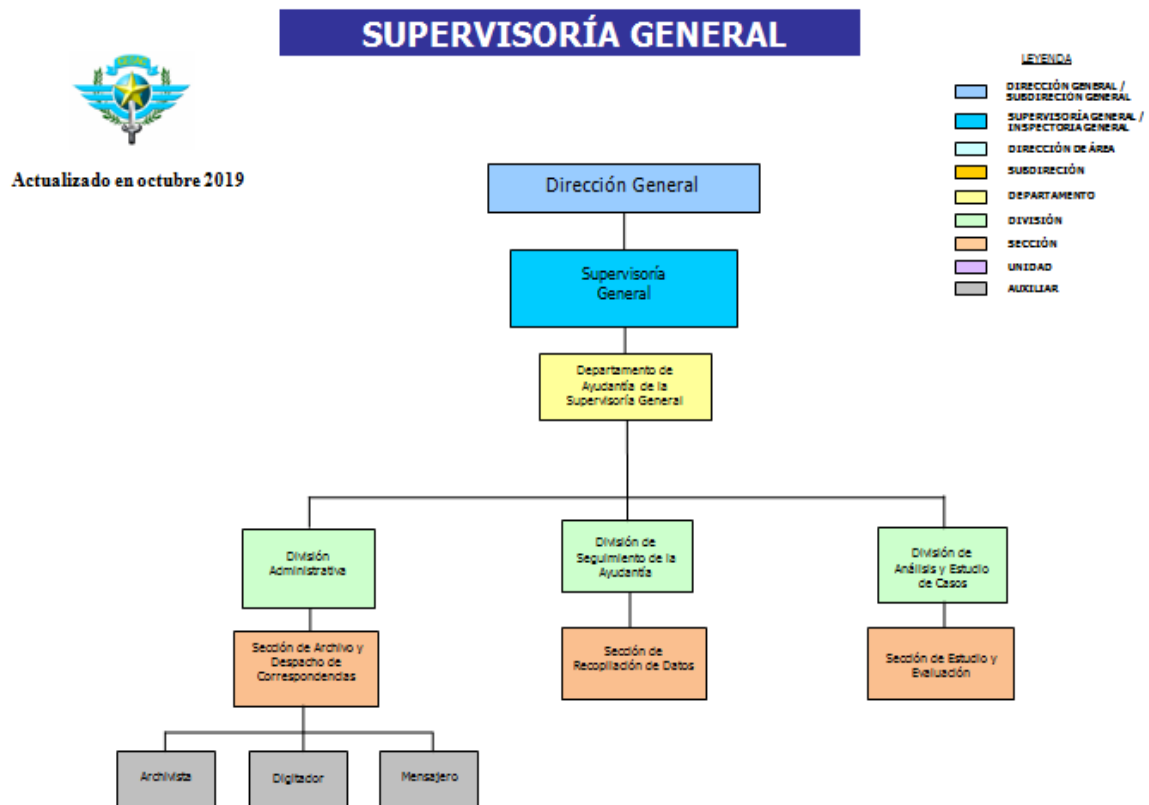 SUPERVISORÍA GENERAL
Actualizado en octubre 2019
LEYENDA
DIRECCIÓN GENERAL /
SUBDIRECIÓN GENERAL
SUPERVISORÍA GENERAL /
INSPECTORIA GENERAL
DIRECCIÓN DE ÁREA
SUBDIRECIÓN
DEPARTAMENTO
DIVISIÓN
SECCIÓN
UNIDAD
AUXILIAR
Dirección General
Supervisoría
General
Departamento de
Ayudantía de la
Supervisoría General
División
Administrativa
División de
Seguimiento de la
Ayudantía
División de
Análisis y Estudio
de Casos
Sección de Archivo y
Despacho de
Correspondencias
Sección de
Recopilación de Datos
Sección de Estudio y
Evaluación
Archivista
Digitador
Mensajero